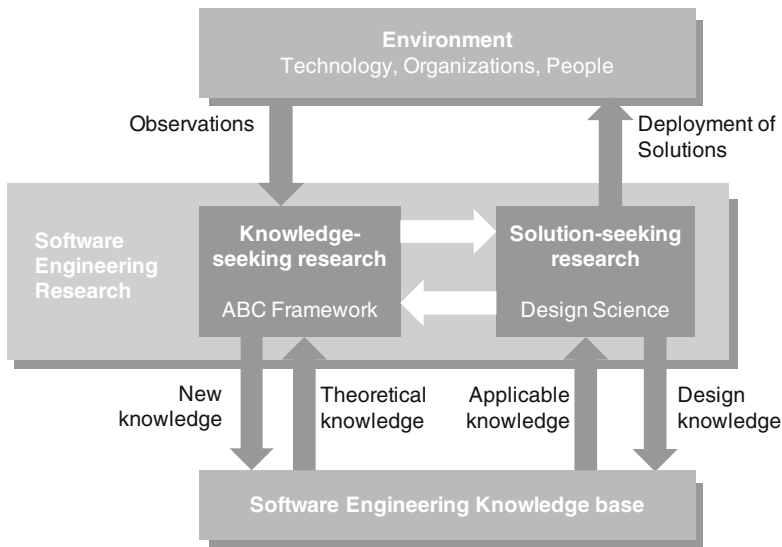 Environment
Technology, Organizations, People
Observations
Deployment of
Solutions
Software
Engineering
Research
Knowledge-
seeking research
ABC Framework
Solution-seeking
research
Design Science
New
knowledge
Theoretical
knowledge
Applicable
knowledge
Design
knowledge
Software Engineering Knowledge base